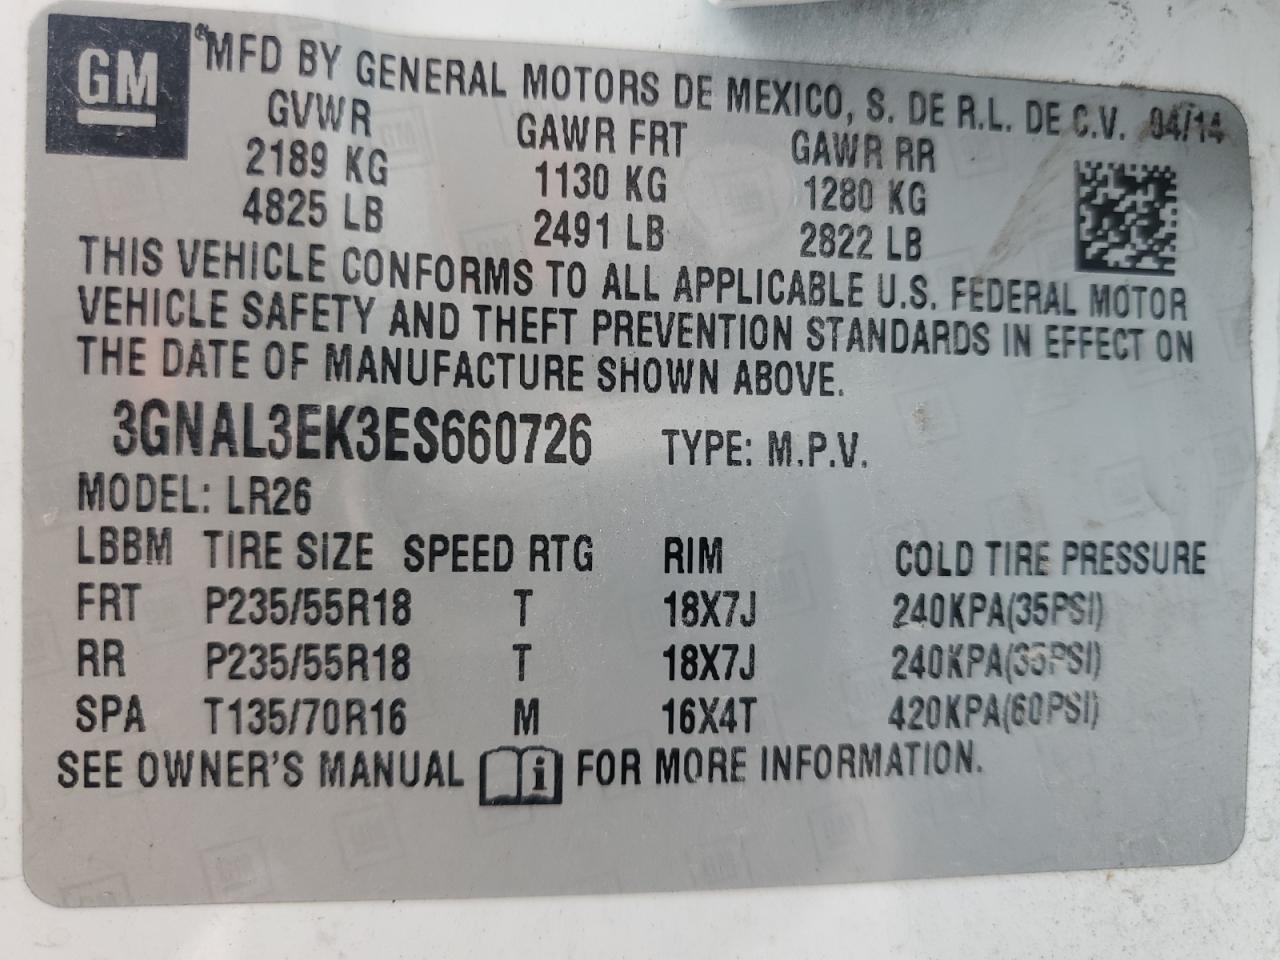 GM
MFD BY GENERAL MOTORS DE MEXICO, S. DE R.L. DE C.V. 04/14
GVWR GAWR FRT GAWR RR
2189 KG 1130 KG 1280 KG
4825 LB 2491 LB 2822 LB
THIS VEHICLE CONFORMS TO ALL APPLICABLE U.S. FEDERAL MOTOR
VEHICLE SAFETY AND THEFT PREVENTION STANDARDS IN EFFECT ON
THE DATE OF MANUFACTURE SHOWN ABOVE.
3GNAL3EK3ES660726 TYPE: M.P.V.
MODEL: LR26
LBBM TIRE SIZE SPEED RTG RIM COLD TIRE PRESSURE
FRT P235/55R18 T 18X7J 240KPA(35PSI)
RR P235/55R18 T 18X7J 240KPA(35PSI)
SPA T135/70R16 M 16X4T 420KPA(60PSI)
SEE OWNER'S MANUAL i FOR MORE INFORMATION.